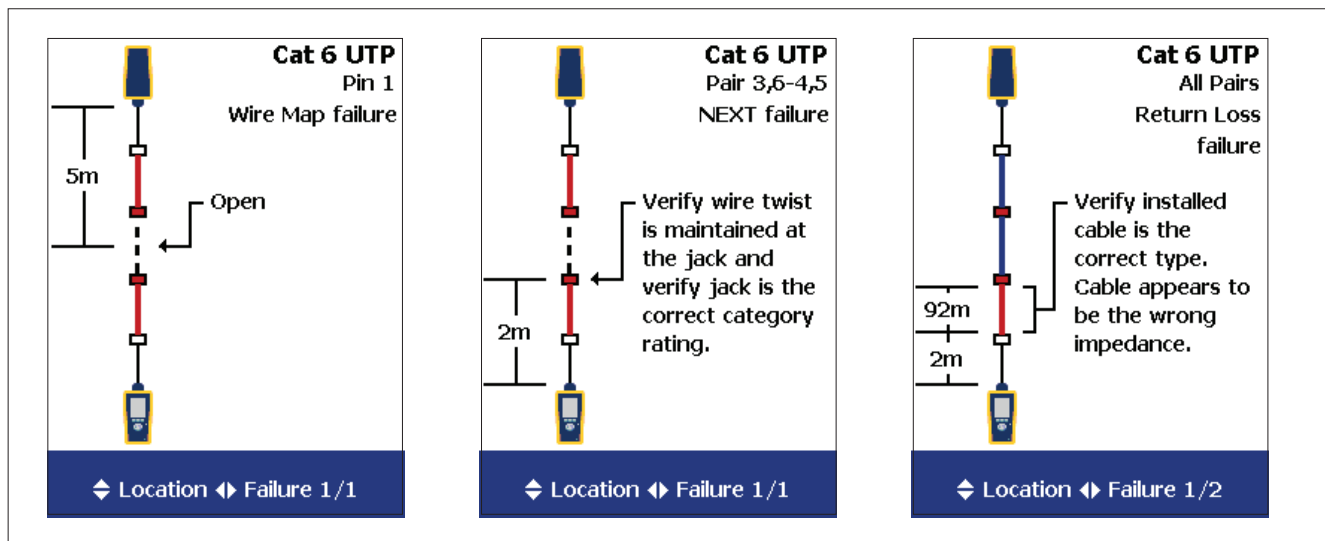 Cat 6 UTP
Pin 1
Wire Map failure
5m
Open
Location Failure 1/1
Cat 6 UTP
Pair 3,6-4,5
NEXT failure
Verify wire twist
is maintained at
the jack and
verify jack is the
correct category
rating.
2m
Location Failure 1/1
Cat 6 UTP
All Pairs
Return Loss
failure
Verify installed
cable is the
correct type.
Cable appears to
be the wrong
impedance.
92m
2m
Location Failure 1/2